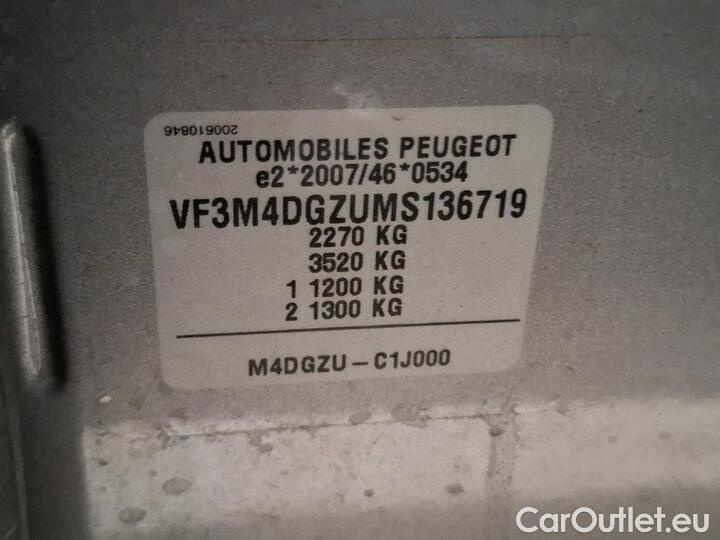 200610846
AUTOMOBILES PEUGEOT
e2*2007/46*0534
VF3M4DGZUMS136719
2270 KG
3520 KG
1 1200 KG
2 1300 KG
M4DGZU – C1J000
CarOutlet.eu